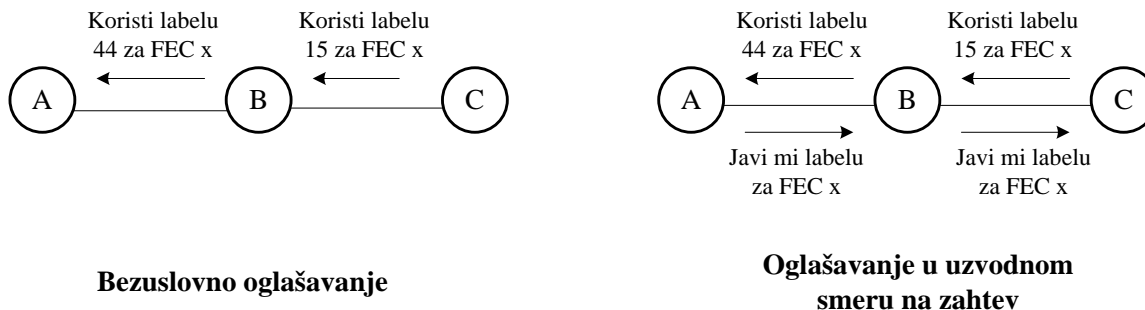 Koristi labelu
44 za FEC x
Koristi labelu
15 za FEC x
A
B
C
Bezuslovno oglašavanje
Koristi labelu
44 za FEC x
Koristi labelu
15 za FEC x
A
B
C
Javi mi labelu
za FEC x
Javi mi labelu
za FEC x
Oglašavanje u uzvodnom
smeru na zahtev